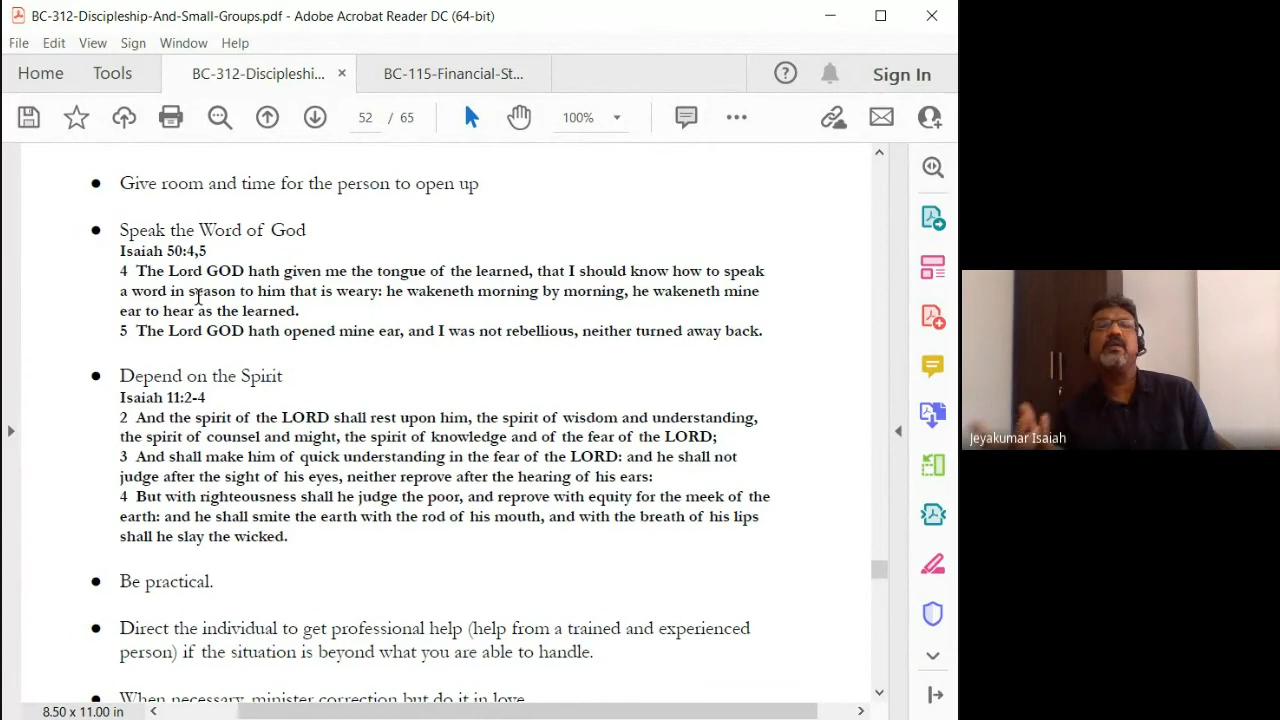 BC-312-Discipleship-And-Small-Groups.pdf - Adobe Acrobat Reader DC (64-bit)
File Edit View Sign Window Help
Home Tools BC-312-Discipleshi... × BC-115-Financial-St... Sign In
52 / 65 100%
• Give room and time for the person to open up
• Speak the Word of God
Isaiah 50:4,5
4 The Lord GOD hath given me the tongue of the learned, that I should know how to speak
a word in season to him that is weary: he wakeneth morning by morning, he wakeneth mine
ear to hear as the learned.
5 The Lord GOD hath opened mine ear, and I was not rebellious, neither turned away back.
• Depend on the Spirit
Isaiah 11:2-4
2 And the spirit of the LORD shall rest upon him, the spirit of wisdom and understanding,
the spirit of counsel and might, the spirit of knowledge and of the fear of the LORD;
3 And shall make him of quick understanding in the fear of the LORD: and he shall not
judge after the sight of his eyes, neither reprove after the hearing of his ears:
4 But with righteousness shall he judge the poor, and reprove with equity for the meek of the
earth: and he shall smite the earth with the rod of his mouth, and with the breath of his lips
shall he slay the wicked.
• Be practical.
• Direct the individual to get professional help (help from a trained and experienced
person) if the situation is beyond what you are able to handle.
• When necessary, minister correction but do it in love
8.50 x 11.00 in
Jeyakumar Isaiah